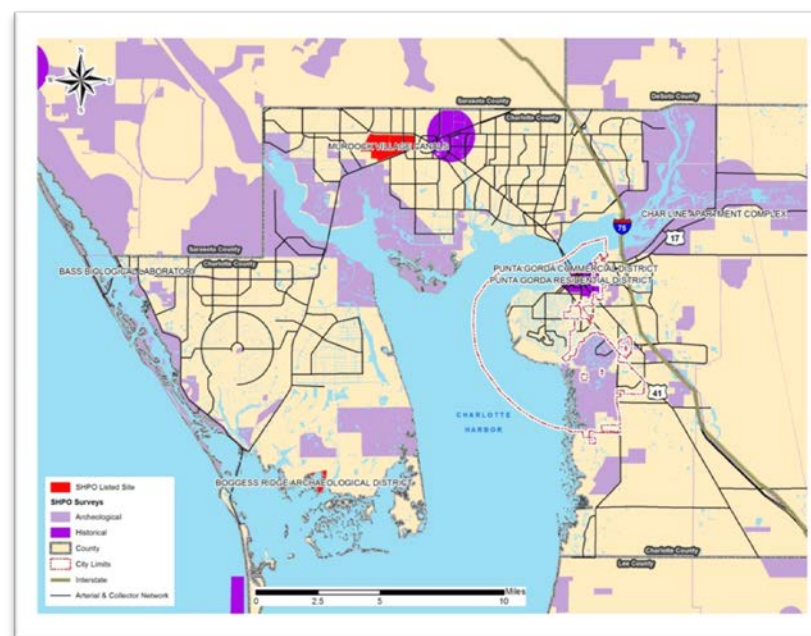 N
N
E
S
Sarasota County
DeSoto County
Charlotte County
MURDOCK VILLAGE CANALS
CHAR LINE APARTMENT COMPLEX
75
17
Sarasota County
Charlotte County
BASS BIOLOGICAL LABORATORY
PUNTA GORDA COMMERCIAL DISTRICT
PUNTA GORDA RESIDENTIAL DISTRICT
41
CHARLOTTE
HARBOR
BOGGESS RIDGE ARCHAEOLOGICAL DISTRICT
SHPO Listed Site
SHPO Surveys
Archeological
Historical
County
City Limits
Interstate
Arterial & Collector Network
Charlotte County
Lee County
Miles
0 2.5 5 10